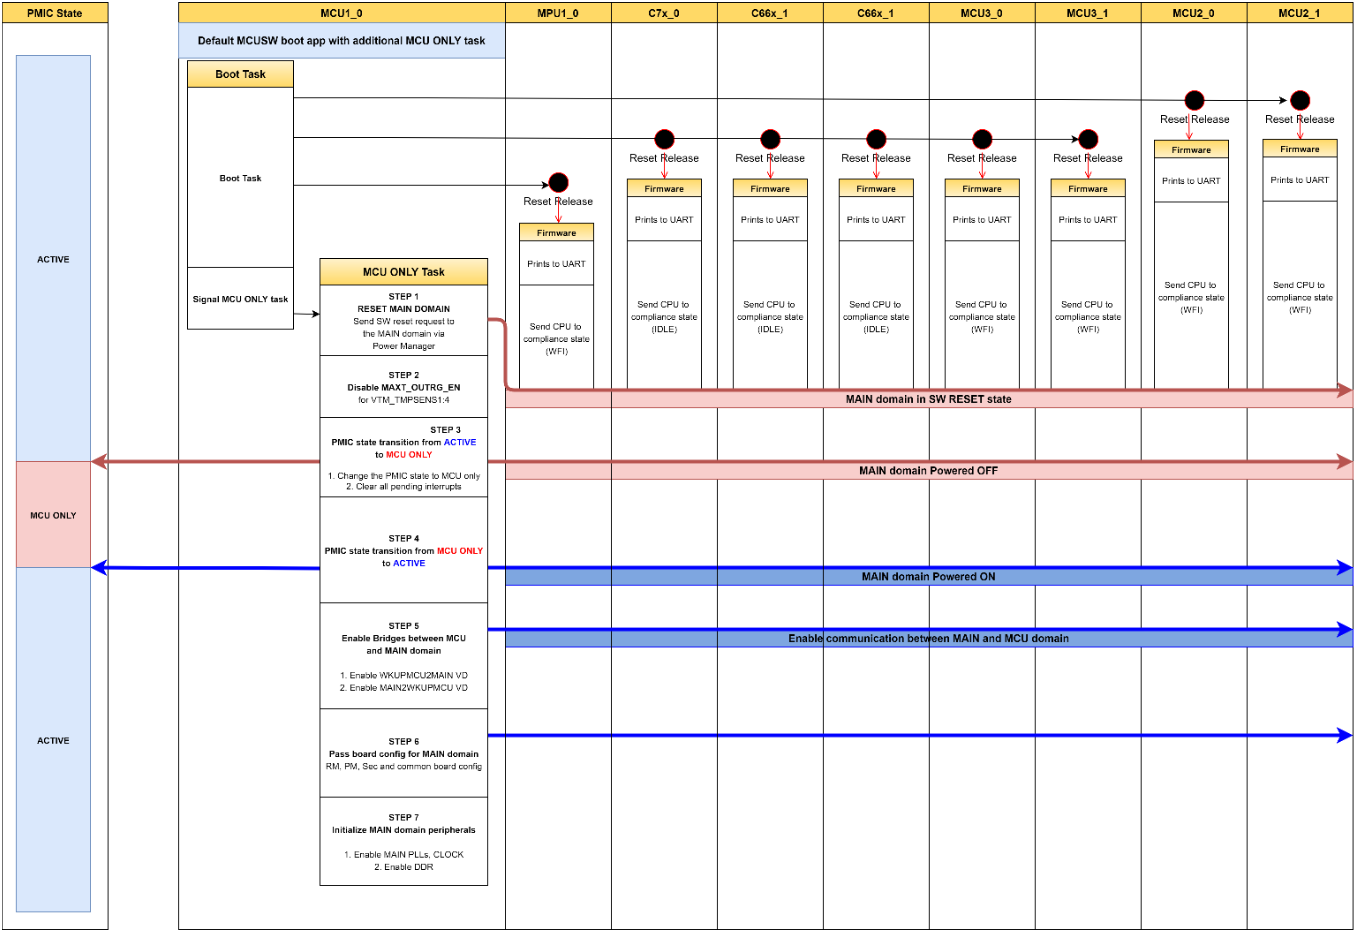 PMIC State
MCU1_0
MPU1_0
C7x_0
C66x_1
C66x_1
MCU3_0
MCU3_1
MCU2_0
MCU2_1
Default MCUSW boot app with additional MCU ONLY task
Boot Task
Boot Task
Signal MCU ONLY task
ACTIVE
MCU ONLY
ACTIVE
MCU ONLY Task
STEP 1
RESET MAIN DOMAIN
Send SW reset request to
the MAIN domain via
Power Manager
STEP 2
Disable MAXT_OUTRG_EN
for VTM_TMPSENS1:4
STEP 3
PMIC state transition from ACTIVE
to MCU ONLY
1. Change the PMIC state to MCU only
2. Clear all pending interrupts
STEP 4
PMIC state transition from MCU ONLY
to ACTIVE
STEP 5
Enable Bridges between MCU
and MAIN domain
1. Enable WKUPMCU2MAIN VD
2. Enable MAIN2WKUPMCU VD
STEP 6
Pass board config for MAIN domain
RM, PM, Sec and common board config
STEP 7
Initialize MAIN domain peripherals
1. Enable MAIN PLLs, CLOCK
2. Enable DDR
Reset Release
Firmware
Prints to UART
Send CPU to
compliance state
(WFI)
Reset Release
Firmware
Prints to UART
Send CPU to
compliance state
(IDLE)
Reset Release
Firmware
Prints to UART
Send CPU to
compliance state
(IDLE)
Reset Release
Firmware
Prints to UART
Send CPU to
compliance state
(IDLE)
Reset Release
Firmware
Prints to UART
Send CPU to
compliance state
(WFI)
Reset Release
Firmware
Prints to UART
Send CPU to
compliance state
(WFI)
Reset Release
Firmware
Prints to UART
Send CPU to
compliance state
(WFI)
Reset Release
Firmware
Prints to UART
Send CPU to
compliance state
(WFI)
MAIN domain in SW RESET state
MAIN domain Powered OFF
MAIN domain Powered ON
Enable communication between MAIN and MCU domain